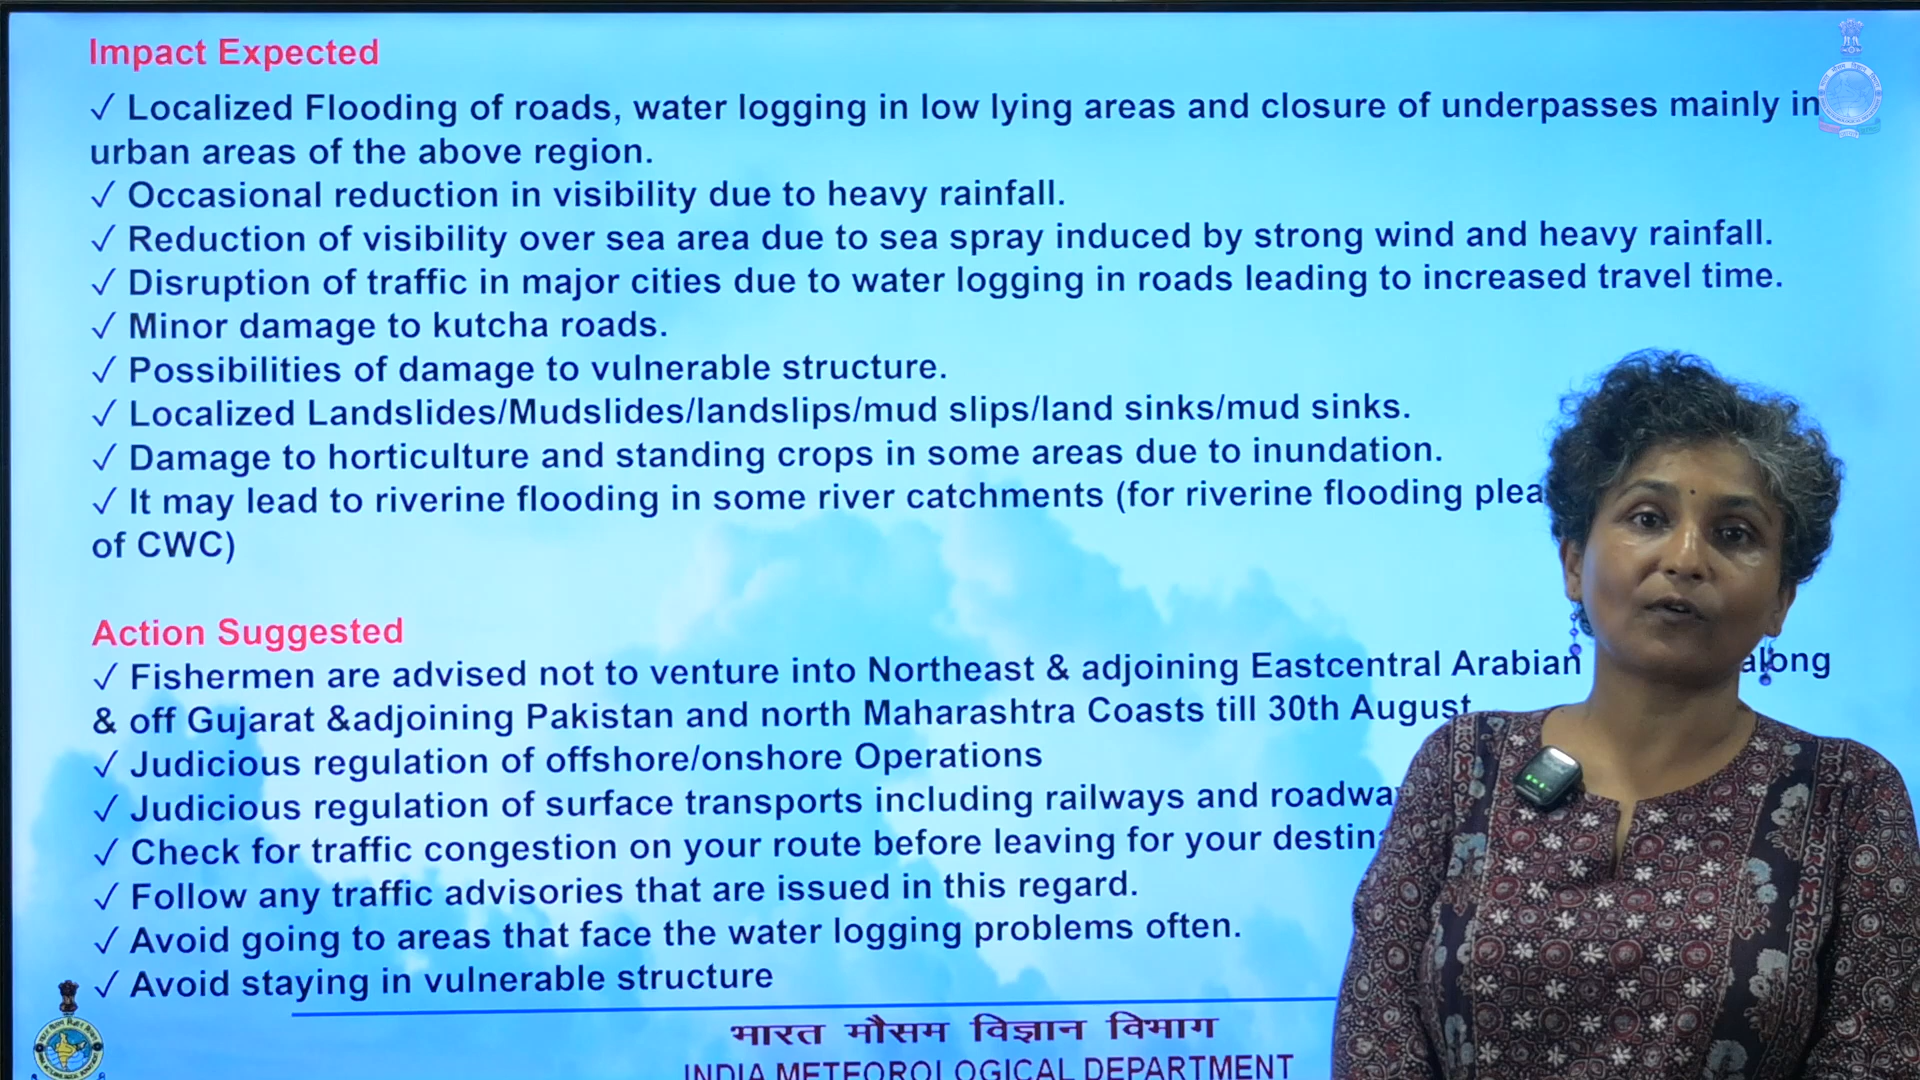 Impact Expected
✓ Localized Flooding of roads, water logging in low lying areas and closure of underpasses mainly in
urban areas of the above region.
✓ Occasional reduction in visibility due to heavy rainfall.
✓ Reduction of visibility over sea area due to sea spray induced by strong wind and heavy rainfall.
✓ Disruption of traffic in major cities due to water logging in roads leading to increased travel time.
✓ Minor damage to kutcha roads.
✓ Possibilities of damage to vulnerable structure.
✓ Localized Landslides/Mudslides/landslips/mud slips/land sinks/mud sinks.
✓ Damage to horticulture and standing crops in some areas due to inundation.
✓ It may lead to riverine flooding in some river catchments (for riverine flooding plea
of CWC)
Action Suggested
✓ Fishermen are advised not to venture into Northeast & adjoining Eastcentral Arabian along
& off Gujarat &adjoining Pakistan and north Maharashtra Coasts till 30th August
✓ Judicious regulation of offshore/onshore Operations
✓ Judicious regulation of surface transports including railways and roadwa
✓ Check for traffic congestion on your route before leaving for your destin
✓ Follow any traffic advisories that are issued in this regard.
✓ Avoid going to areas that face the water logging problems often.
✓ Avoid staying in vulnerable structure
भारत मौसम विज्ञान विभाग
INDIA METEOROLOGICAL DEPARTMENT